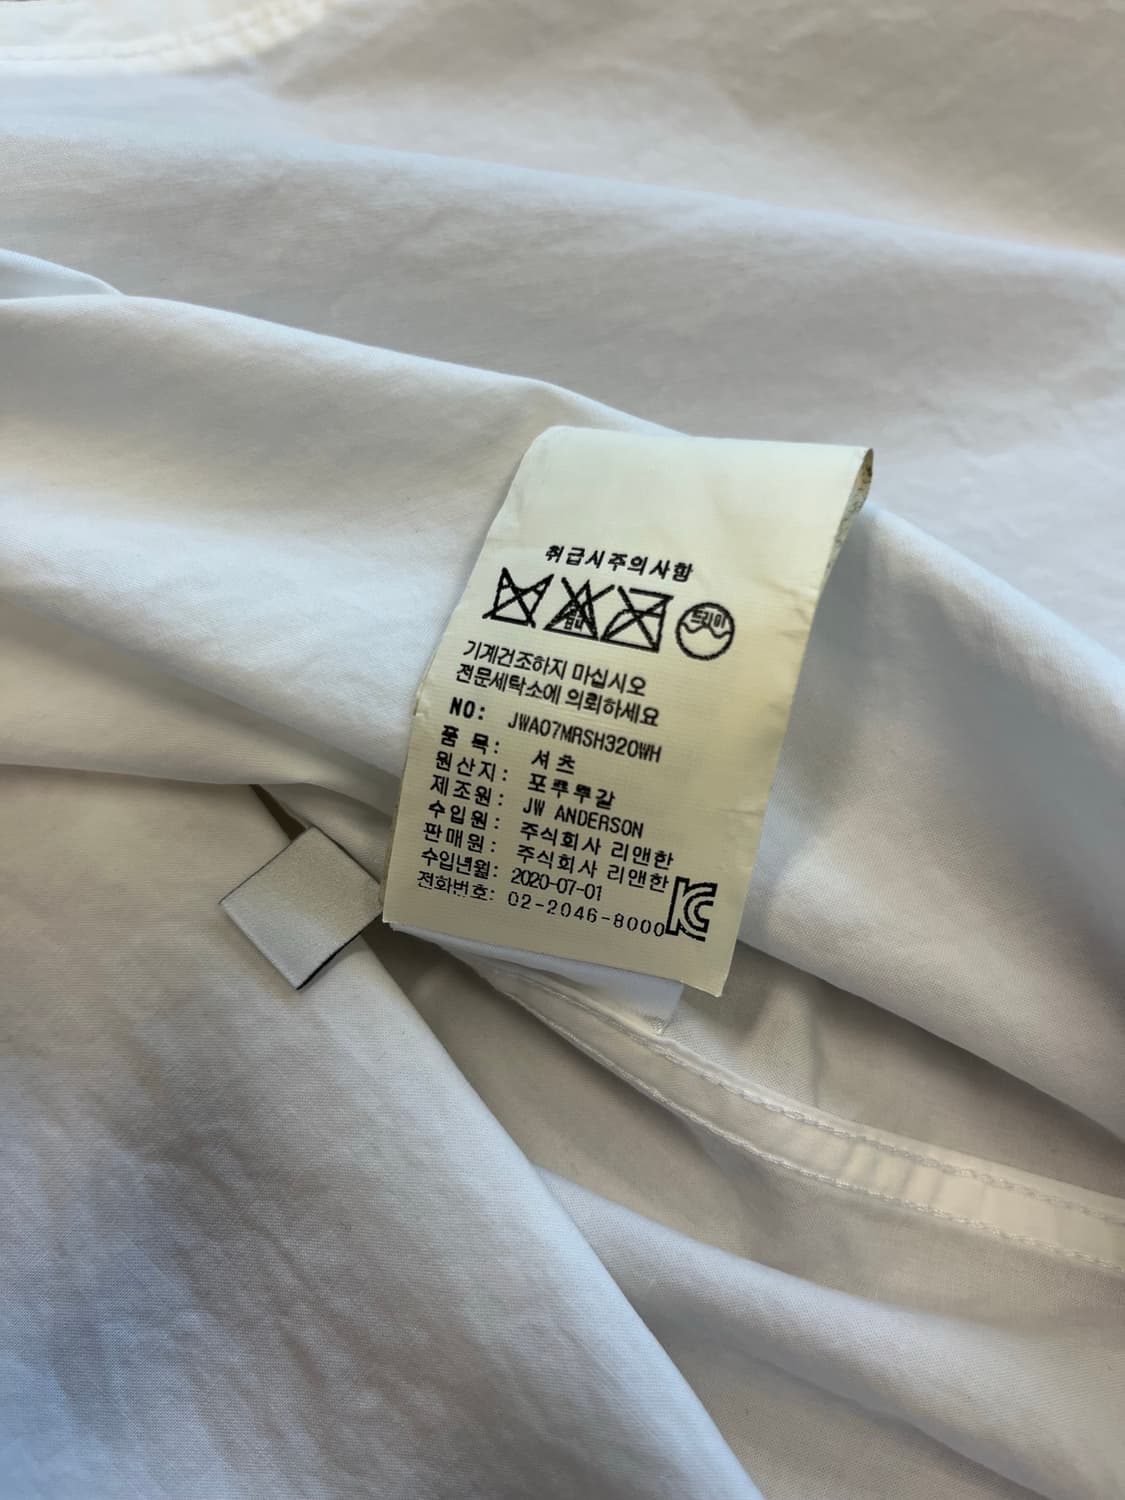 취급시주의사항
드라이
기계건조하지 마십시오
전문세탁소에 의뢰하세요
NO: JWA07MRSH320WH
품 목: 셔츠
원산지: 포루투갈
제조원: JW ANDERSON
수입원: 주식회사 리앤한
판매원: 주식회사 리앤한
수입년월: 2020-07-01
전화번호: 02-2046-8000